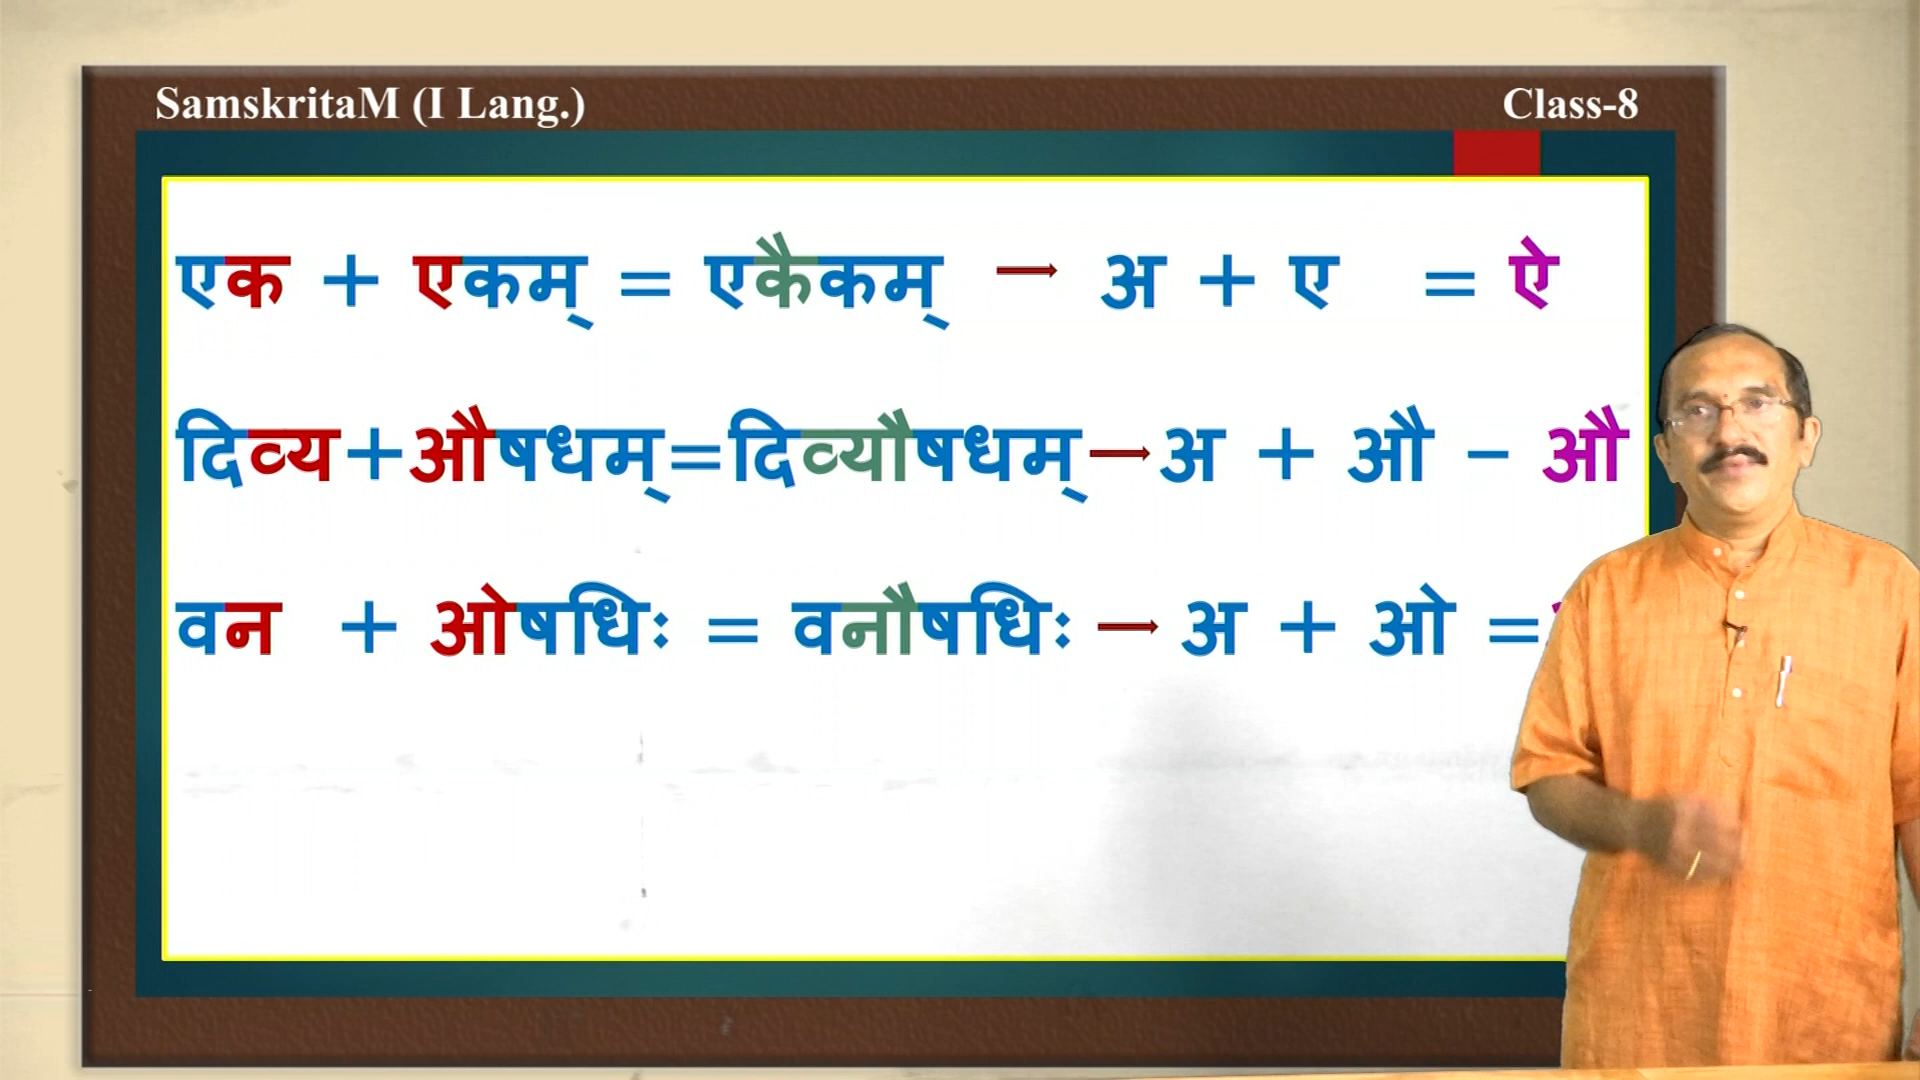 SamskritaM (I Lang.) Class-8
एक + एकम् = एकैकम् → अ + ए = ऐ
दिव्य+औषधम्=दिव्यौषधम्→अ + औ – औ
वन + ओषधिः = वनौषधिः → अ + ओ =